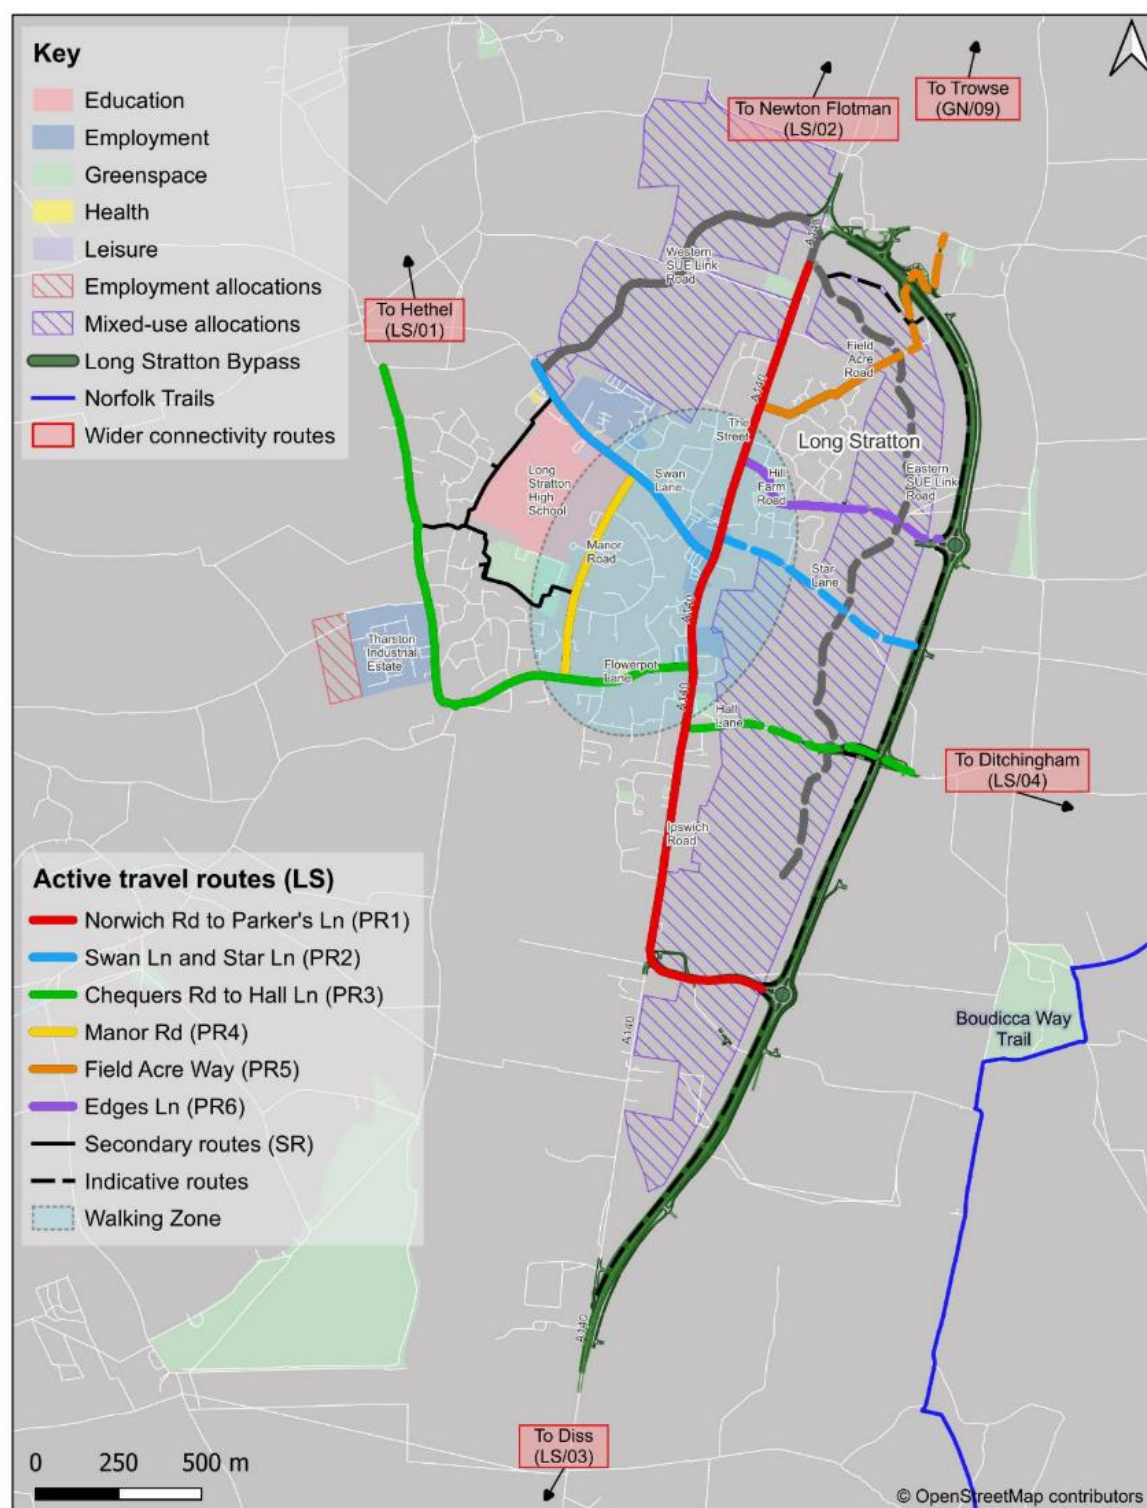 Key
Education
Employment
Greenspace
Health
Leisure
Employment allocations
Mixed-use allocations
Long Stratton Bypass
Norfolk Trails
Wider connectivity routes
To Newton Flotman
(LS/02)
To Trowse
(GN/09)
To Hethel
(LS/01)
A140
Western
SUE Link
Road
Field
Acre
Road
A140
The
Street
Long Stratton
Long
Stratton
High
School
Swan
Lane
Hill
Farm
Road
Eastern
SUE Link
Road
Manor
Road
Star
Lane
A140
Tharston
Industrial
Estate
Flowerpot
Lane
A140
Hall
Lane
To Ditchingham
(LS/04)
Ipswich
Road
A140
Boudicca Way
Trail
Active travel routes (LS)
Norwich Rd to Parker's Ln (PR1)
Swan Ln and Star Ln (PR2)
Chequers Rd to Hall Ln (PR3)
Manor Rd (PR4)
Field Acre Way (PR5)
Edges Ln (PR6)
Secondary routes (SR)
Indicative routes
Walking Zone
A140
To Diss
(LS/03)
0 250 500 m
© OpenStreetMap contributors